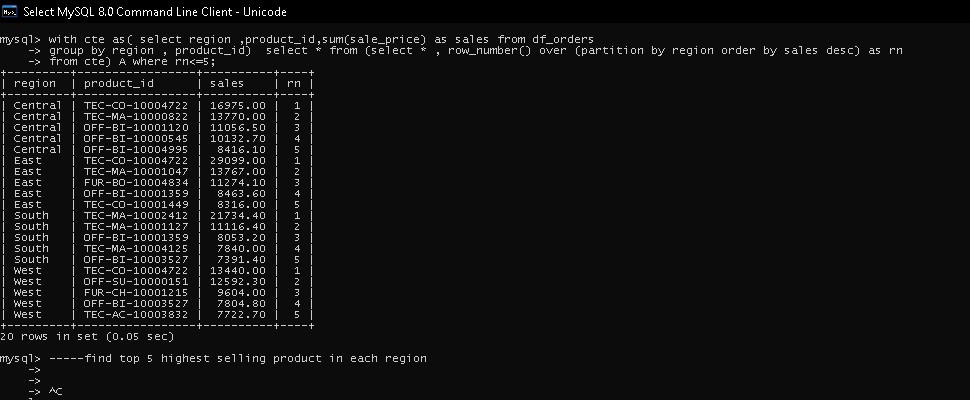 Select MySQL 8.0 Command Line Client - Unicode
mysql> with cte as( select region ,product_id,sum(sale_price) as sales from df_orders
    -> group by region , product_id)  select * from (select * , row_number() over (partition by region order by sales desc) as rn
    -> from cte) A where rn<=5;
+---------+-----------------+----------+----+
| region  | product_id      | sales    | rn |
+---------+-----------------+----------+----+
| Central | TEC-CO-10004722 | 16975.00 |  1 |
| Central | TEC-MA-10000822 | 13770.00 |  2 |
| Central | OFF-BI-10001120 | 11056.50 |  3 |
| Central | OFF-BI-10000545 | 10132.70 |  4 |
| Central | OFF-BI-10004995 |  8416.10 |  5 |
| East    | TEC-CO-10004722 | 29099.00 |  1 |
| East    | TEC-MA-10001047 | 13767.00 |  2 |
| East    | FUR-BO-10004834 | 11274.10 |  3 |
| East    | OFF-BI-10001359 |  8463.60 |  4 |
| East    | TEC-CO-10001449 |  8316.00 |  5 |
| South   | TEC-MA-10002412 | 21734.40 |  1 |
| South   | TEC-MA-10001127 | 11116.40 |  2 |
| South   | OFF-BI-10001359 |  8053.20 |  3 |
| South   | TEC-MA-10004125 |  7840.00 |  4 |
| South   | OFF-BI-10003527 |  7391.40 |  5 |
| West    | TEC-CO-10004722 | 13440.00 |  1 |
| West    | OFF-SU-10000151 | 12592.30 |  2 |
| West    | FUR-CH-10001215 |  9604.00 |  3 |
| West    | OFF-BI-10003527 |  7804.80 |  4 |
| West    | TEC-AC-10003832 |  7722.70 |  5 |
+---------+-----------------+----------+----+
20 rows in set (0.05 sec)
mysql> -----find top 5 highest selling product in each region
    ->
    ->
    -> ^C